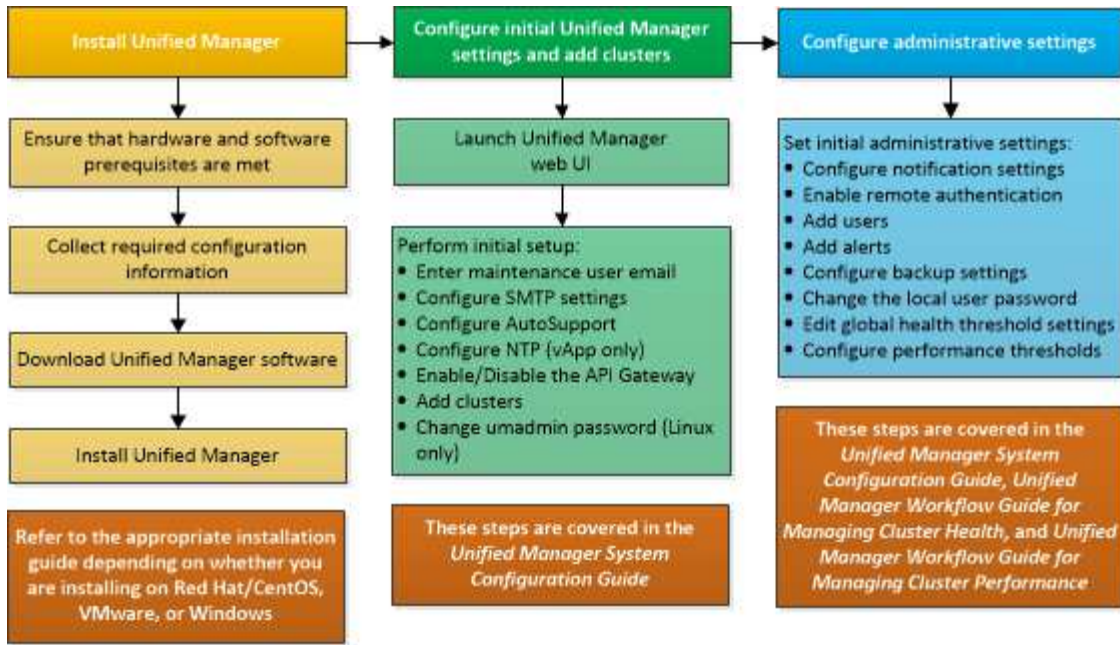 Install Unified Manager
Ensure that hardware and software
prerequisites are met
Collect required configuration
information
Download Unified Manager software
Install Unified Manager
Refer to the appropriate installation
guide depending on whether you
are installing on Red Hat/CentOS,
VMware, or Windows
Configure initial Unified Manager
settings and add clusters
Launch Unified Manager
web UI
Perform initial setup:
• Enter maintenance user email
• Configure SMTP settings
• Configure AutoSupport
• Configure NTP (vApp only)
• Enable/Disable the API Gateway
• Add clusters
• Change umadmin password (Linux
only)
These steps are covered in the
Unified Manager System
Configuration Guide
Configure administrative settings
Set initial administrative settings:
• Configure notification settings
• Enable remote authentication
• Add users
• Add alerts
• Configure backup settings
• Change the local user password
• Edit global health threshold settings
• Configure performance thresholds
These steps are covered in the
Unified Manager System
Configuration Guide, Unified
Manager Workflow Guide for
Managing Cluster Health, and Unified
Manager Workflow Guide for
Managing Cluster Performance